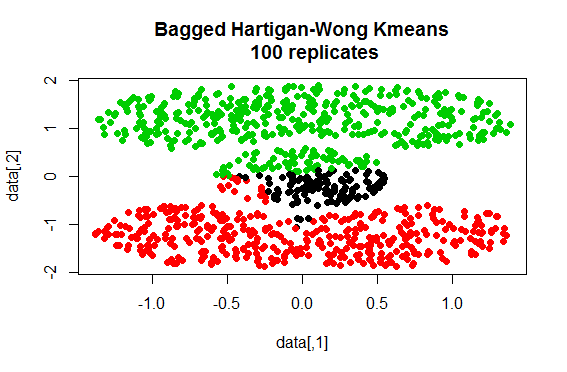 Bagged Hartigan-Wong Kmeans
100 replicates
data[,2]
2
1
0
-1
-2
-1.0
-0.5
0.0
0.5
1.0
data[,1]